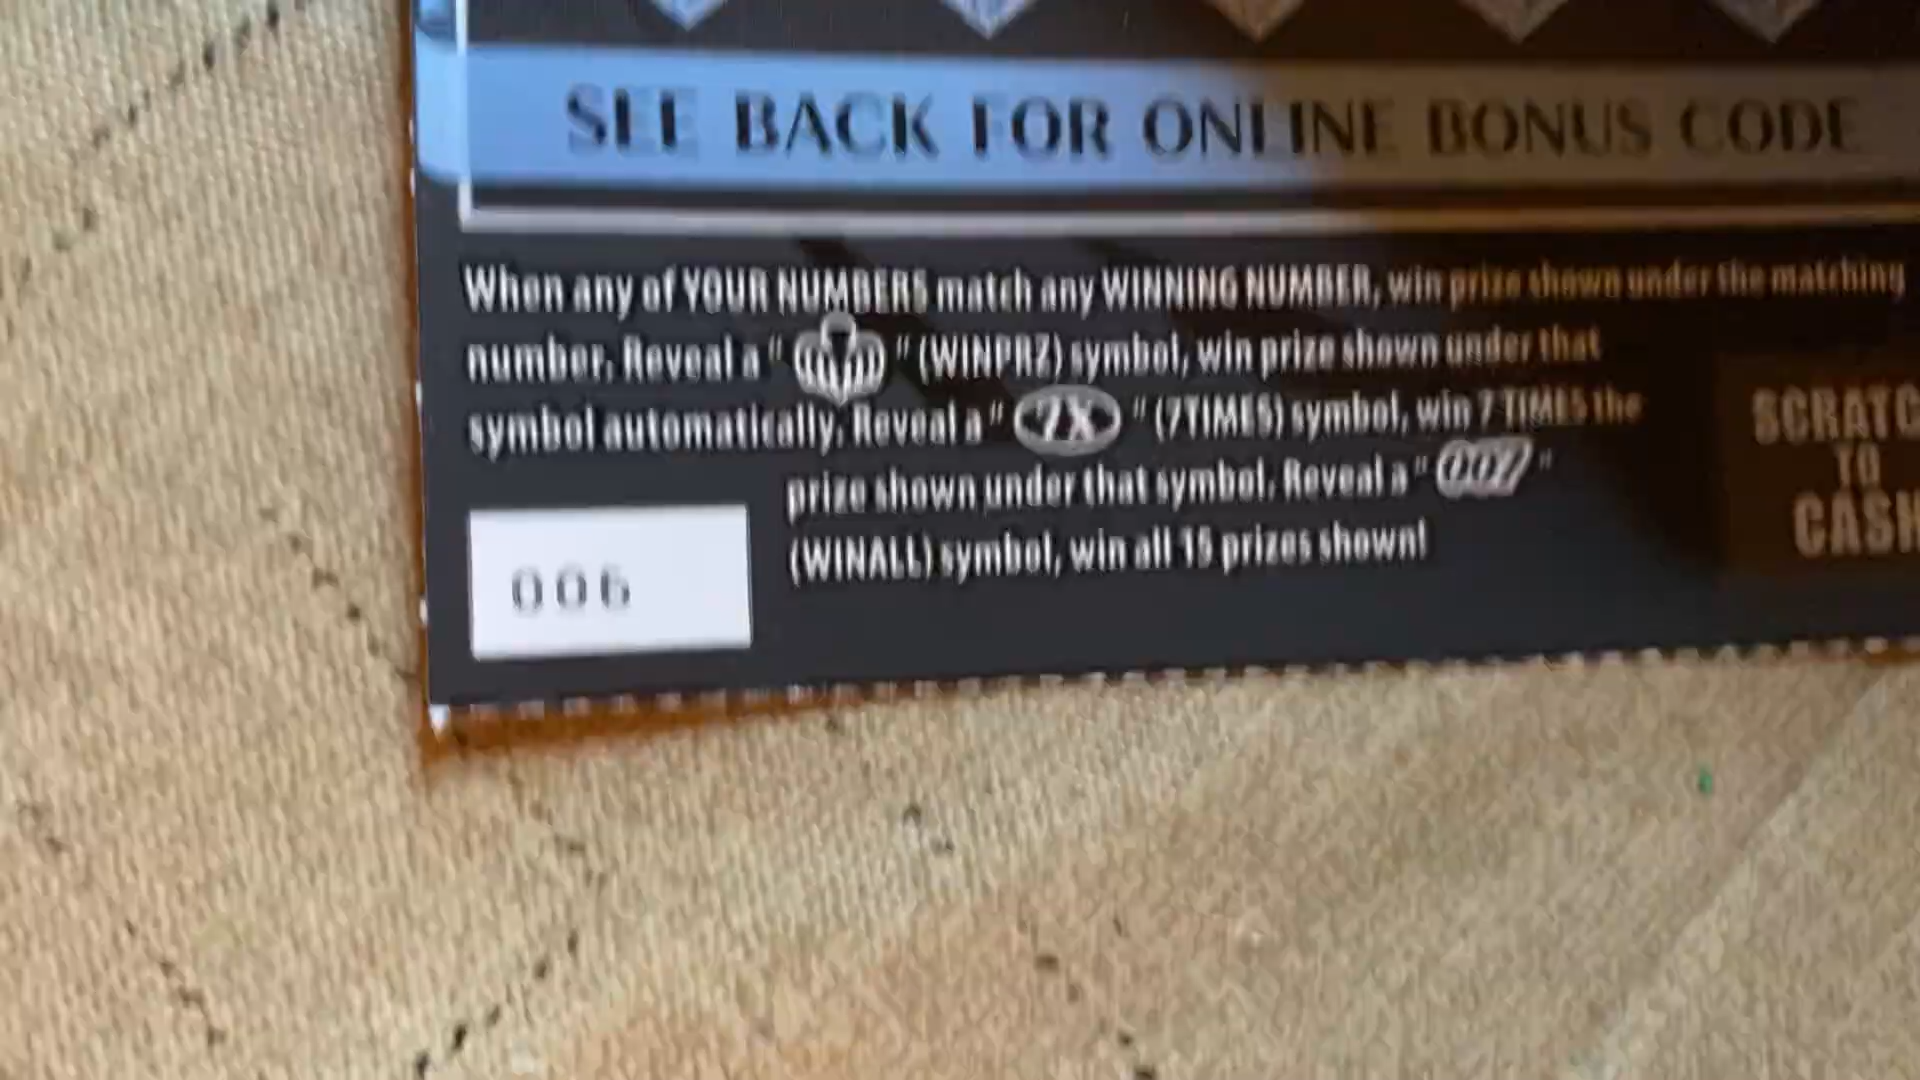 SEE BACK FOR ONLINE BONUS CODE
When any of YOUR NUMBERS match any WINNING NUMBER, win prize shown under the matching
number. Reveal a " " (WINPRZ) symbol, win prize shown under that
symbol automatically. Reveal a " 7X " (7TIMES) symbol, win 7 TIMES the
prize shown under that symbol. Reveal a " 007 "
(WINALL) symbol, win all 15 prizes shown!
006
SCRATC
TO
CASH